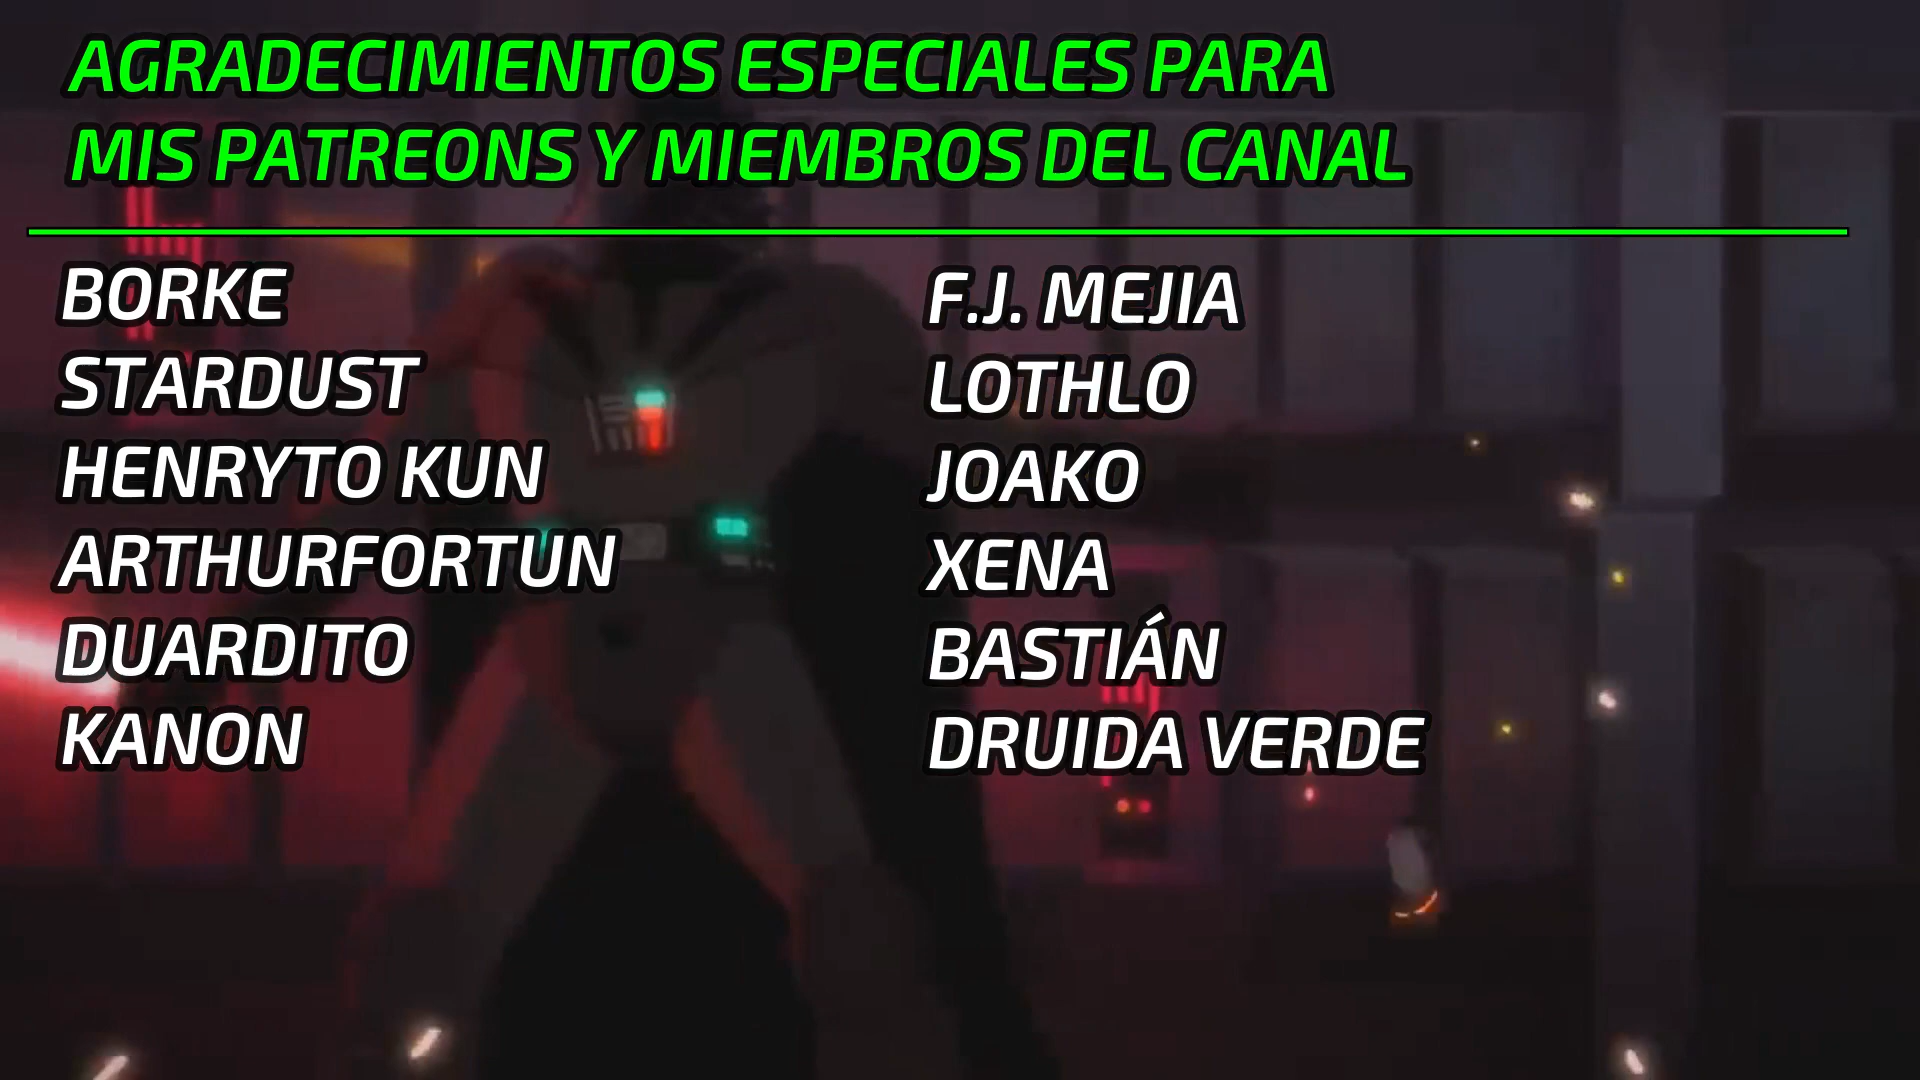 AGRADECIMIENTOS ESPECIALES PARA
MIS PATREONS Y MIEMBROS DEL CANAL
BORKE
STARDUST
HENRYTO KUN
ARTHURFORTUN
DUARDITO
KANON
F.J. MEJIA
LOTHLO
JOAKO
XENA
BASTIÁN
DRUIDA VERDE